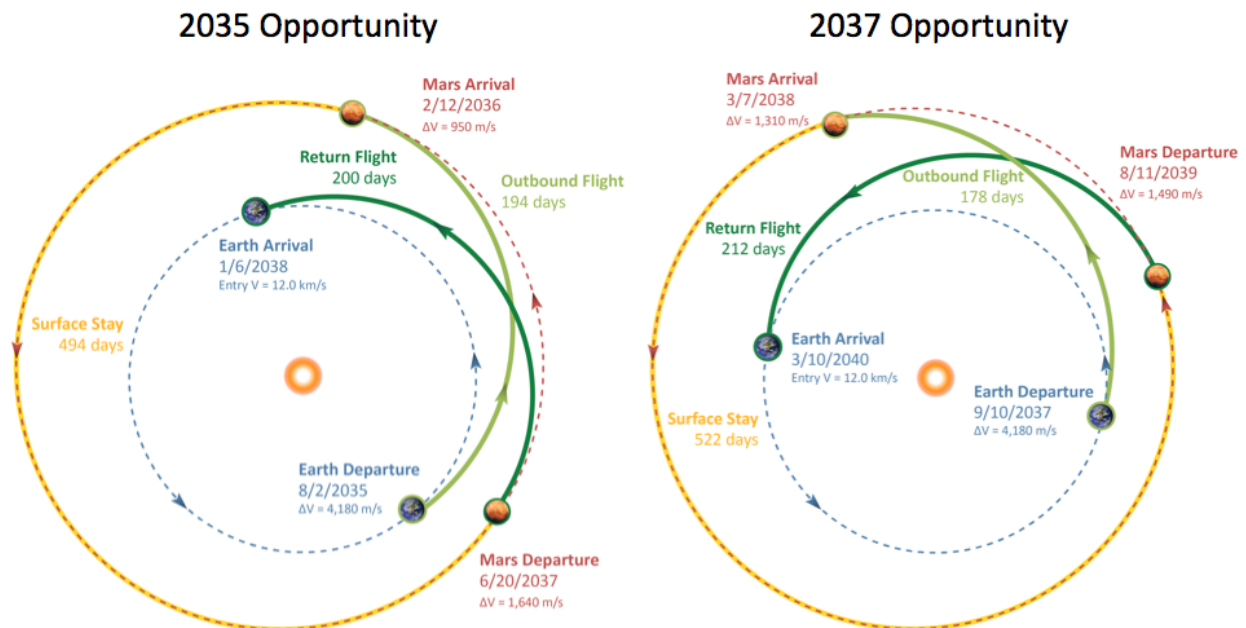 2035 Opportunity
Mars Arrival
2/12/2036
ΔV = 950 m/s
Return Flight
200 days
Outbound Flight
194 days
Earth Arrival
1/6/2038
Entry V = 12.0 km/s
Surface Stay
494 days
Earth Departure
8/2/2035
ΔV = 4,180 m/s
Mars Departure
6/20/2037
ΔV = 1,640 m/s
2037 Opportunity
Mars Arrival
3/7/2038
ΔV = 1,310 m/s
Mars Departure
8/11/2039
ΔV = 1,490 m/s
Outbound Flight
178 days
Return Flight
212 days
Earth Arrival
3/10/2040
Entry V = 12.0 km/s
Earth Departure
9/10/2037
ΔV = 4,180 m/s
Surface Stay
522 days